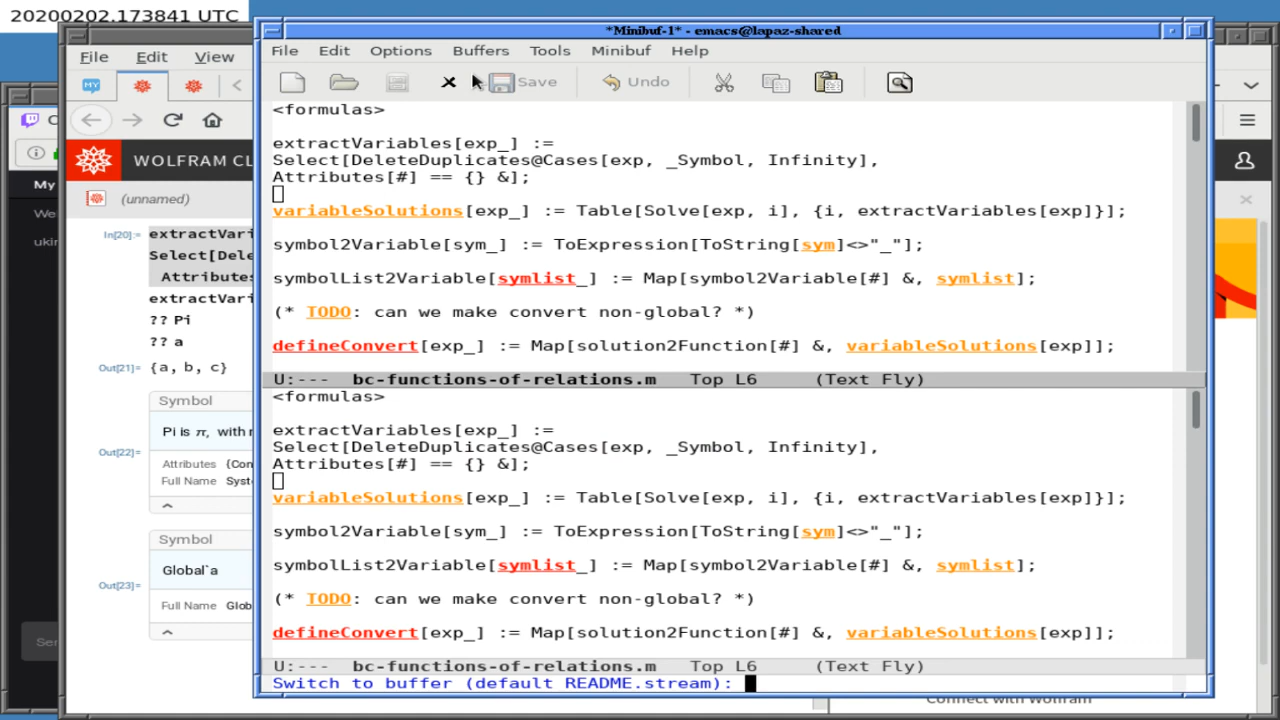 20200202.173841 UTC
*Minibuf-1* - emacs@lapaz-shared
File Edit Options Buffers Tools Minibuf Help
Save Undo
<formulas>
extractVariables[exp_] :=
Select[DeleteDuplicates@Cases[exp, _Symbol, Infinity],
Attributes[#] == {} &];
variableSolutions[exp_] := Table[Solve[exp, i], {i, extractVariables[exp]}];
symbol2Variable[sym_] := ToExpression[ToString[sym]<>"_"];
symbolList2Variable[symlist_] := Map[symbol2Variable[#] &, symlist];
(* TODO: can we make convert non-global? *)
defineConvert[exp_] := Map[solution2Function[#] &, variableSolutions[exp]];
U:--- bc-functions-of-relations.m Top L6 (Text Fly)
<formulas>
extractVariables[exp_] :=
Select[DeleteDuplicates@Cases[exp, _Symbol, Infinity],
Attributes[#] == {} &];
variableSolutions[exp_] := Table[Solve[exp, i], {i, extractVariables[exp]}];
symbol2Variable[sym_] := ToExpression[ToString[sym]<>"_"];
symbolList2Variable[symlist_] := Map[symbol2Variable[#] &, symlist];
(* TODO: can we make convert non-global? *)
defineConvert[exp_] := Map[solution2Function[#] &, variableSolutions[exp]];
U:--- bc-functions-of-relations.m Top L6 (Text Fly)
Switch to buffer (default README.stream):
File Edit View
MY
WOLFRAM CL
(unnamed)
In[20]:= extractVari
Select[Dele
Attributes
extractVari
?? Pi
?? a
Out[21]= {a, b, c}
Symbol
Pi is π, with r
Out[22]=
Attributes {Con
Full Name Syst
Symbol
Global`a
Out[23]=
Full Name Glob
My
We
ukin
Sen
Connect with Wolfram